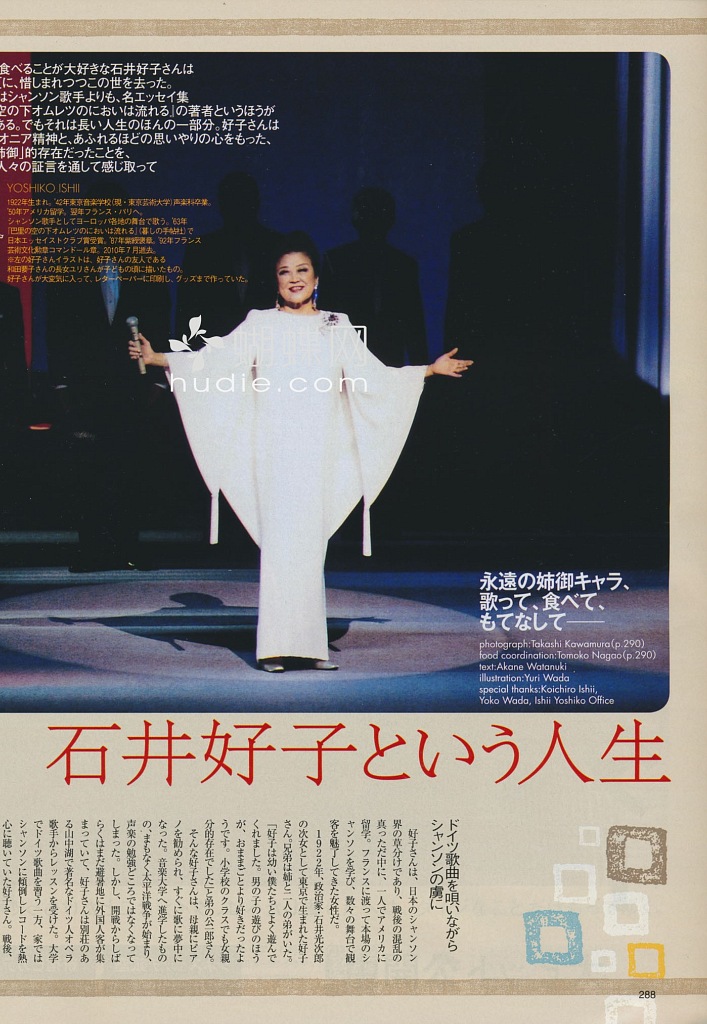 食べることが大好きな石井好子さんは
に、惜しまれつつこの世を去った。
はシャンソン歌手よりも、名エッセイ集
空の下オムレツのにおいは流れる』の著者というほうが
ある。でもそれは長い人生のほんの一部分。好子さんは
オニア精神と、あふれるほどの思いやりの心をもった、
姉御」的存在だったことを、
人々の証言を通して感じ取って
YOSHIKO ISHII
1922年生まれ。'42年東京音楽学校(現・東京芸術大学)声楽科卒業。
'50年アメリカ留学。翌年フランス・パリへ。
シャンソン歌手としてヨーロッパ各地の舞台で歌う。'63年
『巴里の空の下オムレツのにおいは流れる』(暮しの手帖社)で
日本エッセイストクラブ賞受賞。'87年紫綬褒章。'92年フランス
芸術文化勲章コマンドール章。2010年7月逝去。
※左の好子さんイラストは、好子さんの友人である
和田要子さんの長女ユリさんが子どもの頃に描いたもの。
好子さんが大変気に入って、レターペーパーに印刷し、グッズまで作っていた。
蝴蝶网
hudie.com
永遠の姉御キャラ、
歌って、食べて、
もてなして——
photograph:Takashi Kawamura(p.290)
food coordination:Tomoko Nagao(p.290)
text:Akane Watanuki
illustration:Yuri Wada
special thanks:Koichiro Ishii,
Yoko Wada, Ishii Yoshiko Office
石井好子という人生
ドイツ歌曲を唄いながら
シャンソンの虜に
好子さんは、日本のシャンソン
界の草分けであり、戦後の混乱の
真っただ中に、一人でアメリカに
留学。フランスに渡って本場のシ
ャンソンを学び、数々の舞台で観
客を魅了してきた女性だ。
1922年、政治家・石井光次郎
の次女として東京で生まれた好子
さん。兄弟は姉と二人の弟がいた。
「好子は幼い僕たちとよく遊んで
くれました。男の子の遊びのほう
が、おままごとより好きだったよ
うです。小学校のクラスでも女親
分的存在でした」と弟の公一郎さん。
そんな好子さんは、母親にピア
ノを勧められ、すぐに歌に夢中に
なった。音楽大学へ進学したもの
の、まもなく太平洋戦争が始まり、
声楽の勉強どころではなくなって
しまった。しかし、開戦からしば
らくはまだ避暑地に外国人客が集
まっていて、好子さんは別荘のあ
る山中湖で著名なドイツ人オペラ
歌手からレッスンを受けた。大学
でドイツ歌曲を習う一方、家では
シャンソンに傾倒しレコードを熱
心に聴いていた好子さん。戦後、
288